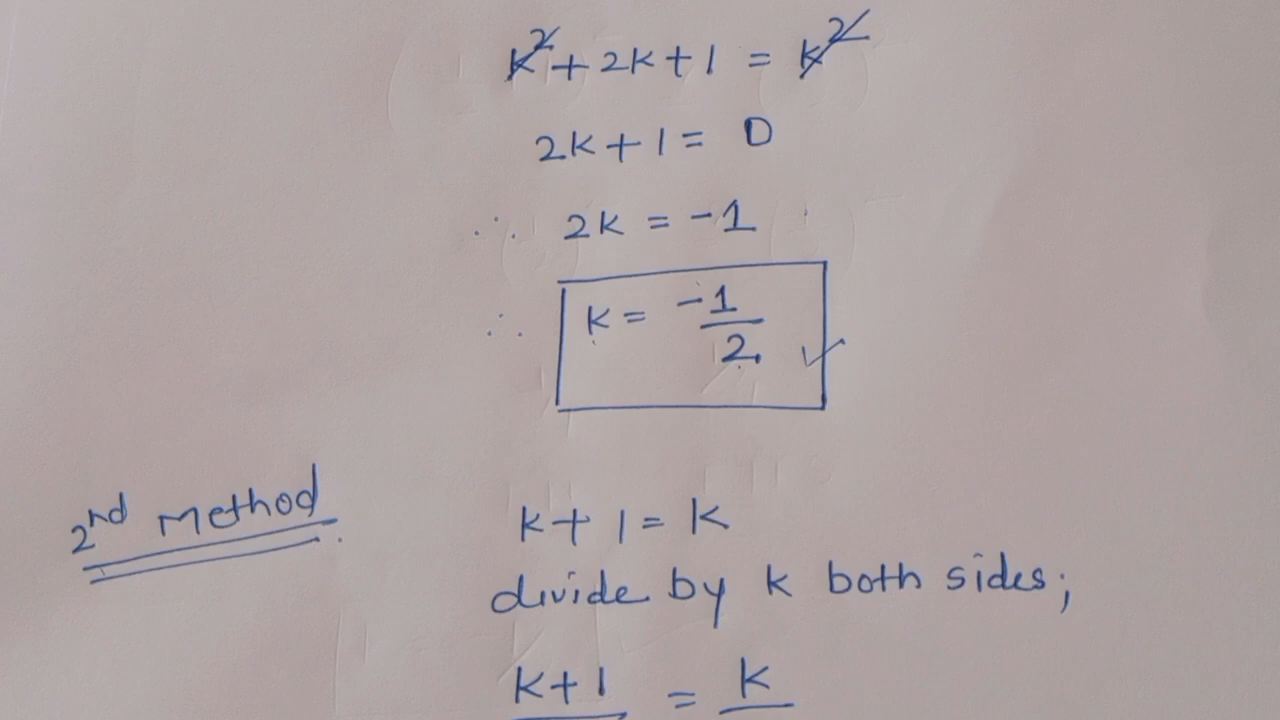 k² + 2k + 1 = k²
2k + 1 = 0
∴ 2k = -1
∴ k = -1/2 ✓
2nd Method
k + 1 = k
divide by k both sides;
k + 1 = k